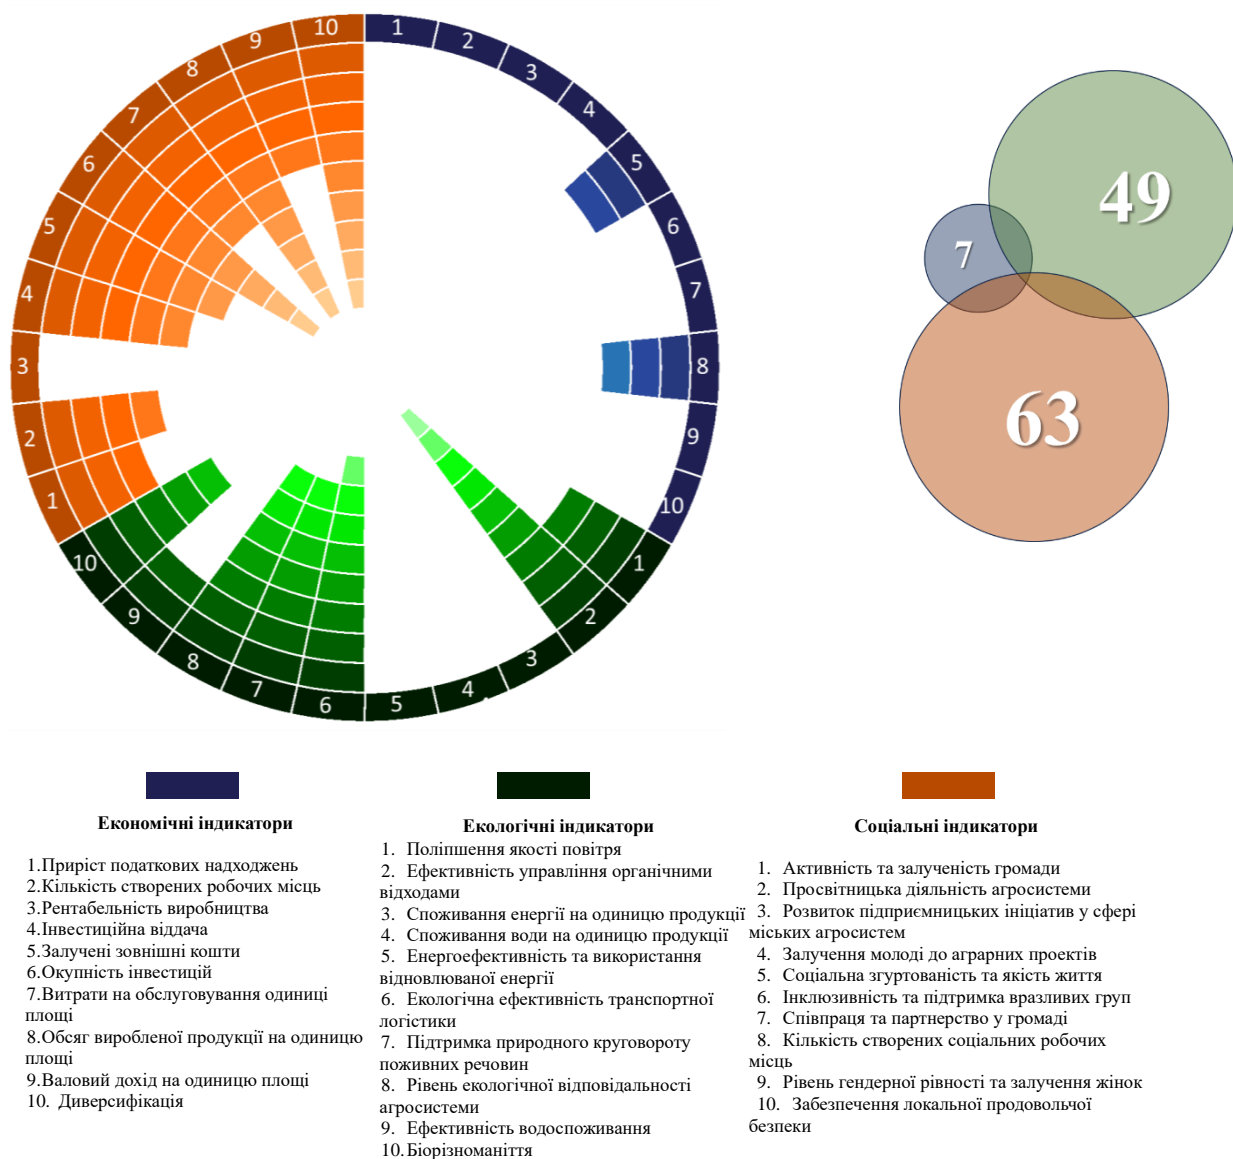 1
2
3
4
5
6
7
8
9
10
1
2
3
4
5
6
7
8
9
10
1
2
3
4
5
6
7
8
9
10
49
7
63
Економічні індикатори
1.Приріст податкових надходжень
2.Кількість створених робочих місць
3.Рентабельність виробництва
4.Інвестиційна віддача
5.Залучені зовнішні кошти
6.Окупність інвестицій
7.Витрати на обслуговування одиниці
площі
8.Обсяг виробленої продукції на одиницю
площі
9.Валовий дохід на одиницю площі
10. Диверсифікація
Екологічні індикатори
1. Поліпшення якості повітря
2. Ефективність управління органічними
відходами
3. Споживання енергії на одиницю продукції
4. Споживання води на одиницю продукції
5. Енергоефективність та використання
відновлюваної енергії
6. Екологічна ефективність транспортної
логістики
7. Підтримка природного круговороту
поживних речовин
8. Рівень екологічної відповідальності
агросистеми
9. Ефективність водоспоживання
10. Біорізноманіття
Соціальні індикатори
1. Активність та залученість громади
2. Просвітницька діяльність агросистеми
3. Розвиток підприємницьких ініціатив у сфері
міських агросистем
4. Залучення молоді до аграрних проектів
5. Соціальна згуртованість та якість життя
6. Інклюзивність та підтримка вразливих груп
7. Співпраця та партнерство у громаді
8. Кількість створених соціальних робочих
місць
9. Рівень гендерної рівності та залучення жінок
10. Забезпечення локальної продовольчої
безпеки